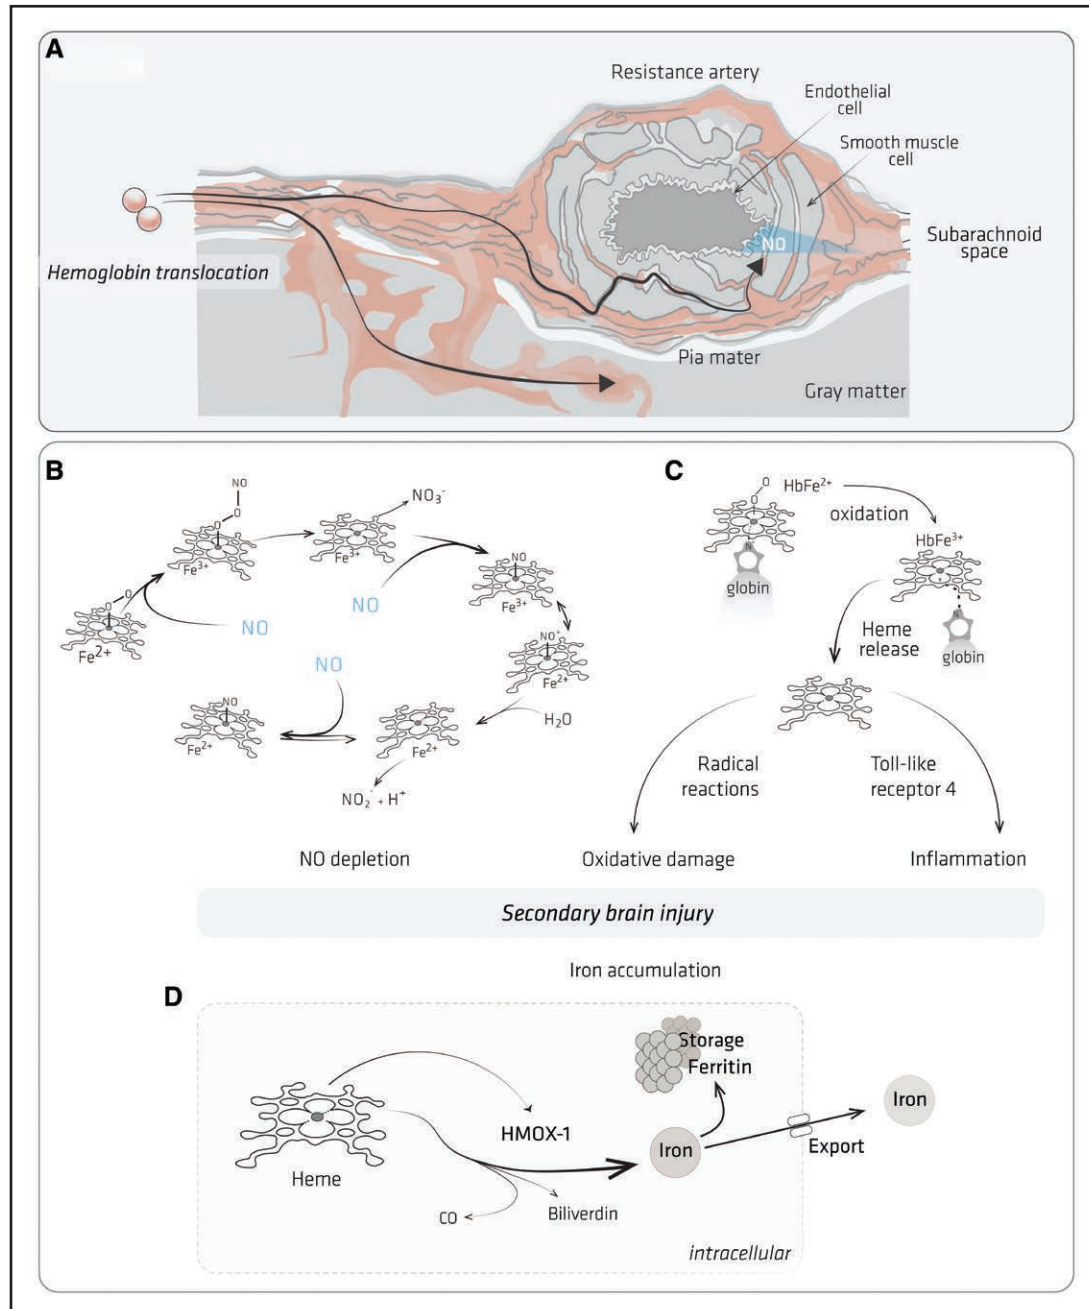 A
Resistance artery
Endothelial
cell
Smooth muscle
cell
NO
Subarachnoid
space
Hemoglobin translocation
Pia mater
Gray matter
B
NO
O
O
Fe3+
Fe3+
NO3-
NO
Fe3+
O
O
Fe2+
NO
NO
NO+
Fe2+
H2O
NO
NO
Fe2+
Fe2+
NO2- + H+
NO depletion
C
O
O
HbFe2+
oxidation
N
globin
HbFe3+
N
globin
Heme
release
Radical
reactions
Toll-like
receptor 4
Oxidative damage
Inflammation
Secondary brain injury
Iron accumulation
D
Storage
Ferritin
HMOX-1
Iron
Iron
Export
Heme
CO
Biliverdin
intracellular